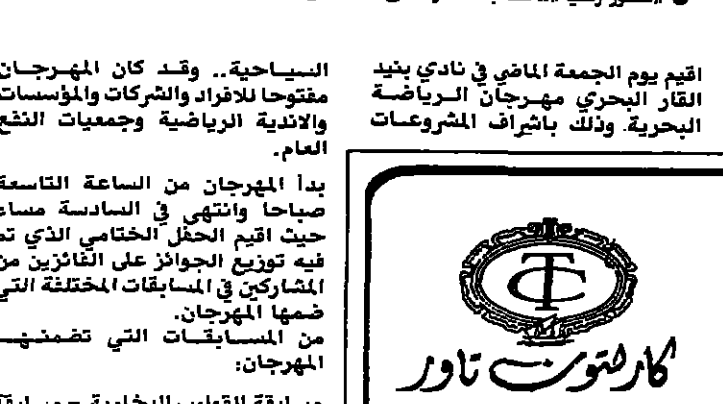 اقيم يوم الجمعة الماضي في نادي بنيد
القار البحري مهرجان الرياضة
البحرية. وذلك باشراف المشروعات
السياحية.. وقد كان المهرجان
مفتوحا للافراد والشركات والمؤسسات
والاندية الرياضية وجمعيات النفع
العام.
بدأ المهرجان من الساعة التاسعة
صباحا وانتهى في السادسة مساء
حيث اقيم الحفل الختامي الذي تم
فيه توزيع الجوائز على الفائزين من
المشاركين في المسابقات المختلفة التي
ضمها المهرجان.
من المسابقات التي تضمنها
المهرجان:
TC
كارلتون تاور